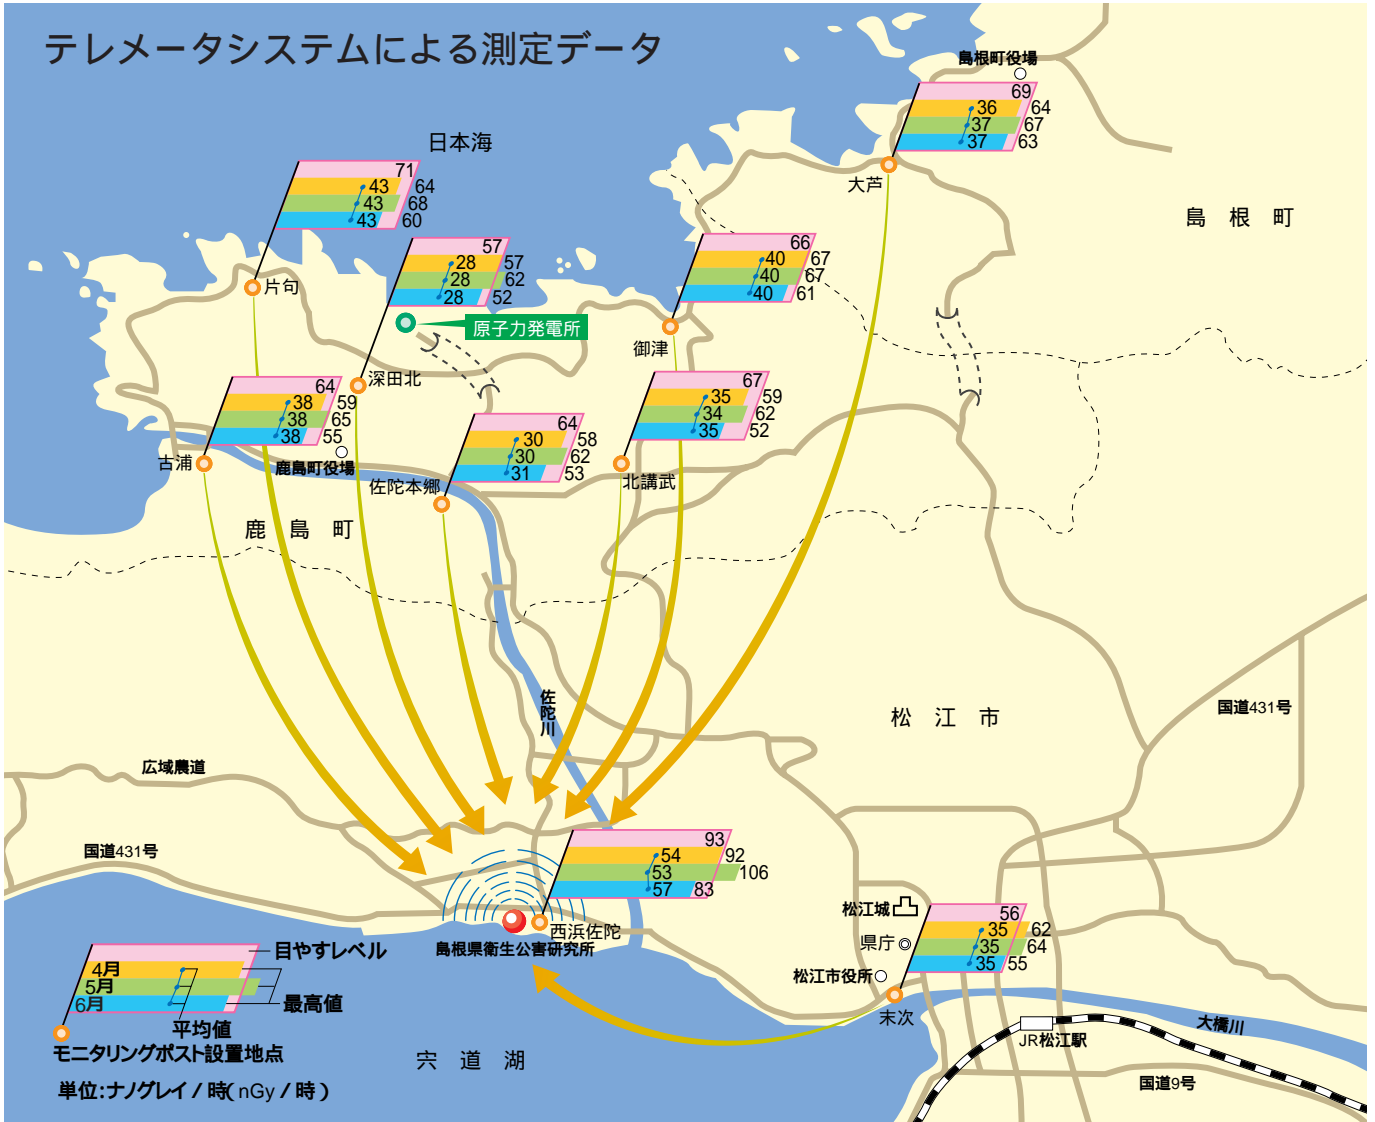 テレメータシステムによる測定データ
島根町役場
69
36 64
37 67
37 63
大芦
日本海
島根町
71
43 64
43 68
43 60
片句
57
28 57
28 62
28 52
原子力発電所
深田北
66
40 67
40 67
40 61
御津
64
38 59
38 65
38 55
古浦
鹿島町役場
67
35 59
34 62
35 52
北講武
64
30 58
30 62
31 53
佐陀本郷
鹿島町
佐陀川
松江市
国道431号
広域農道
国道431号
93
54 92
53 106
57 83
西浜佐陀
島根県衛生公害研究所
松江城
県庁
松江市役所
56
35 62
35 64
35 55
末次
大橋川
JR松江駅
国道9号
宍道湖
目やすレベル
4月
5月
6月
最高値
平均値
モニタリングポスト設置地点
単位:ナノグレイ/時(nGy/時)